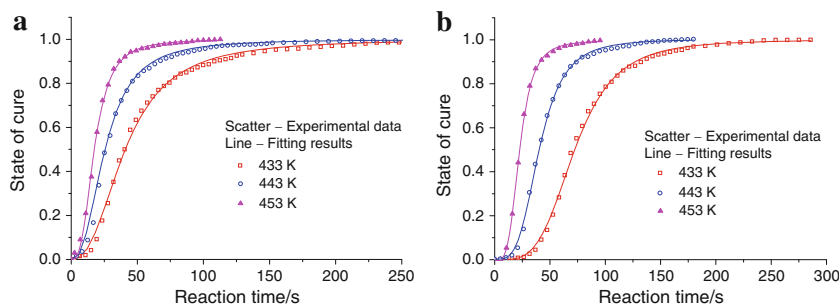 a
State of cure
1.0
0.8
0.6
0.4
0.2
0.0
Scatter – Experimental data
Line – Fitting results
433 K
443 K
453 K
0 50 100 150 200 250
Reaction time/s
b
State of cure
1.0
0.8
0.6
0.4
0.2
0.0
Scatter – Experimental data
Line – Fitting results
433 K
443 K
453 K
0 50 100 150 200 250 300
Reaction time/s